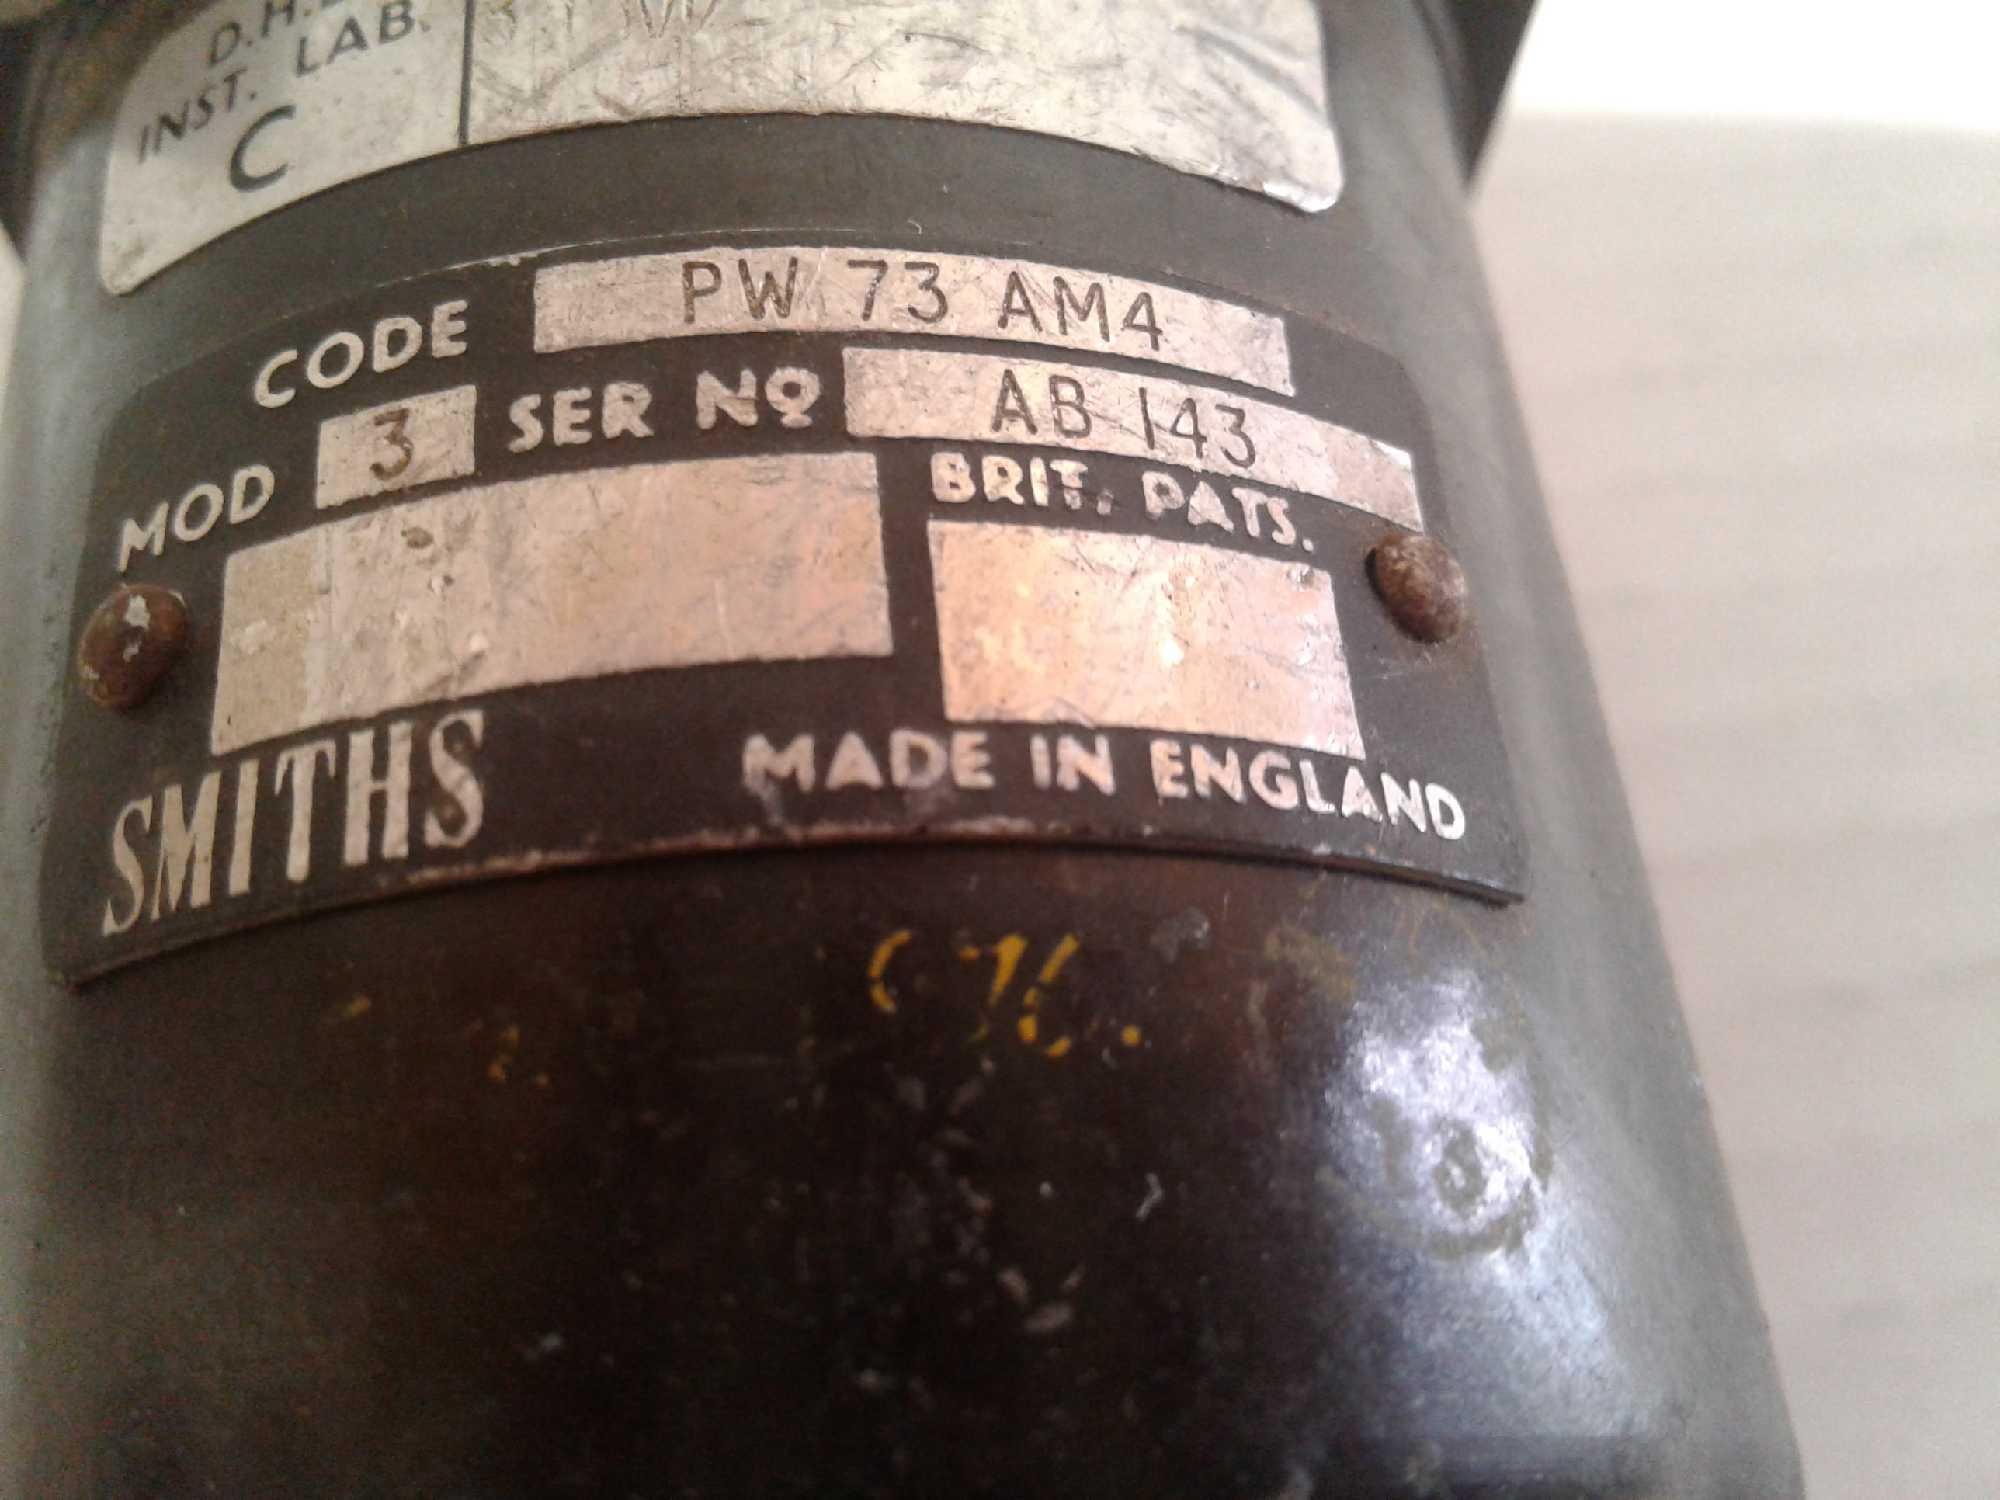 D.H.
INST. LAB.
C
CODE PW 73 AM4
MOD 3 SER Nº AB 143
BRIT. PATS.
SMITHS MADE IN ENGLAND